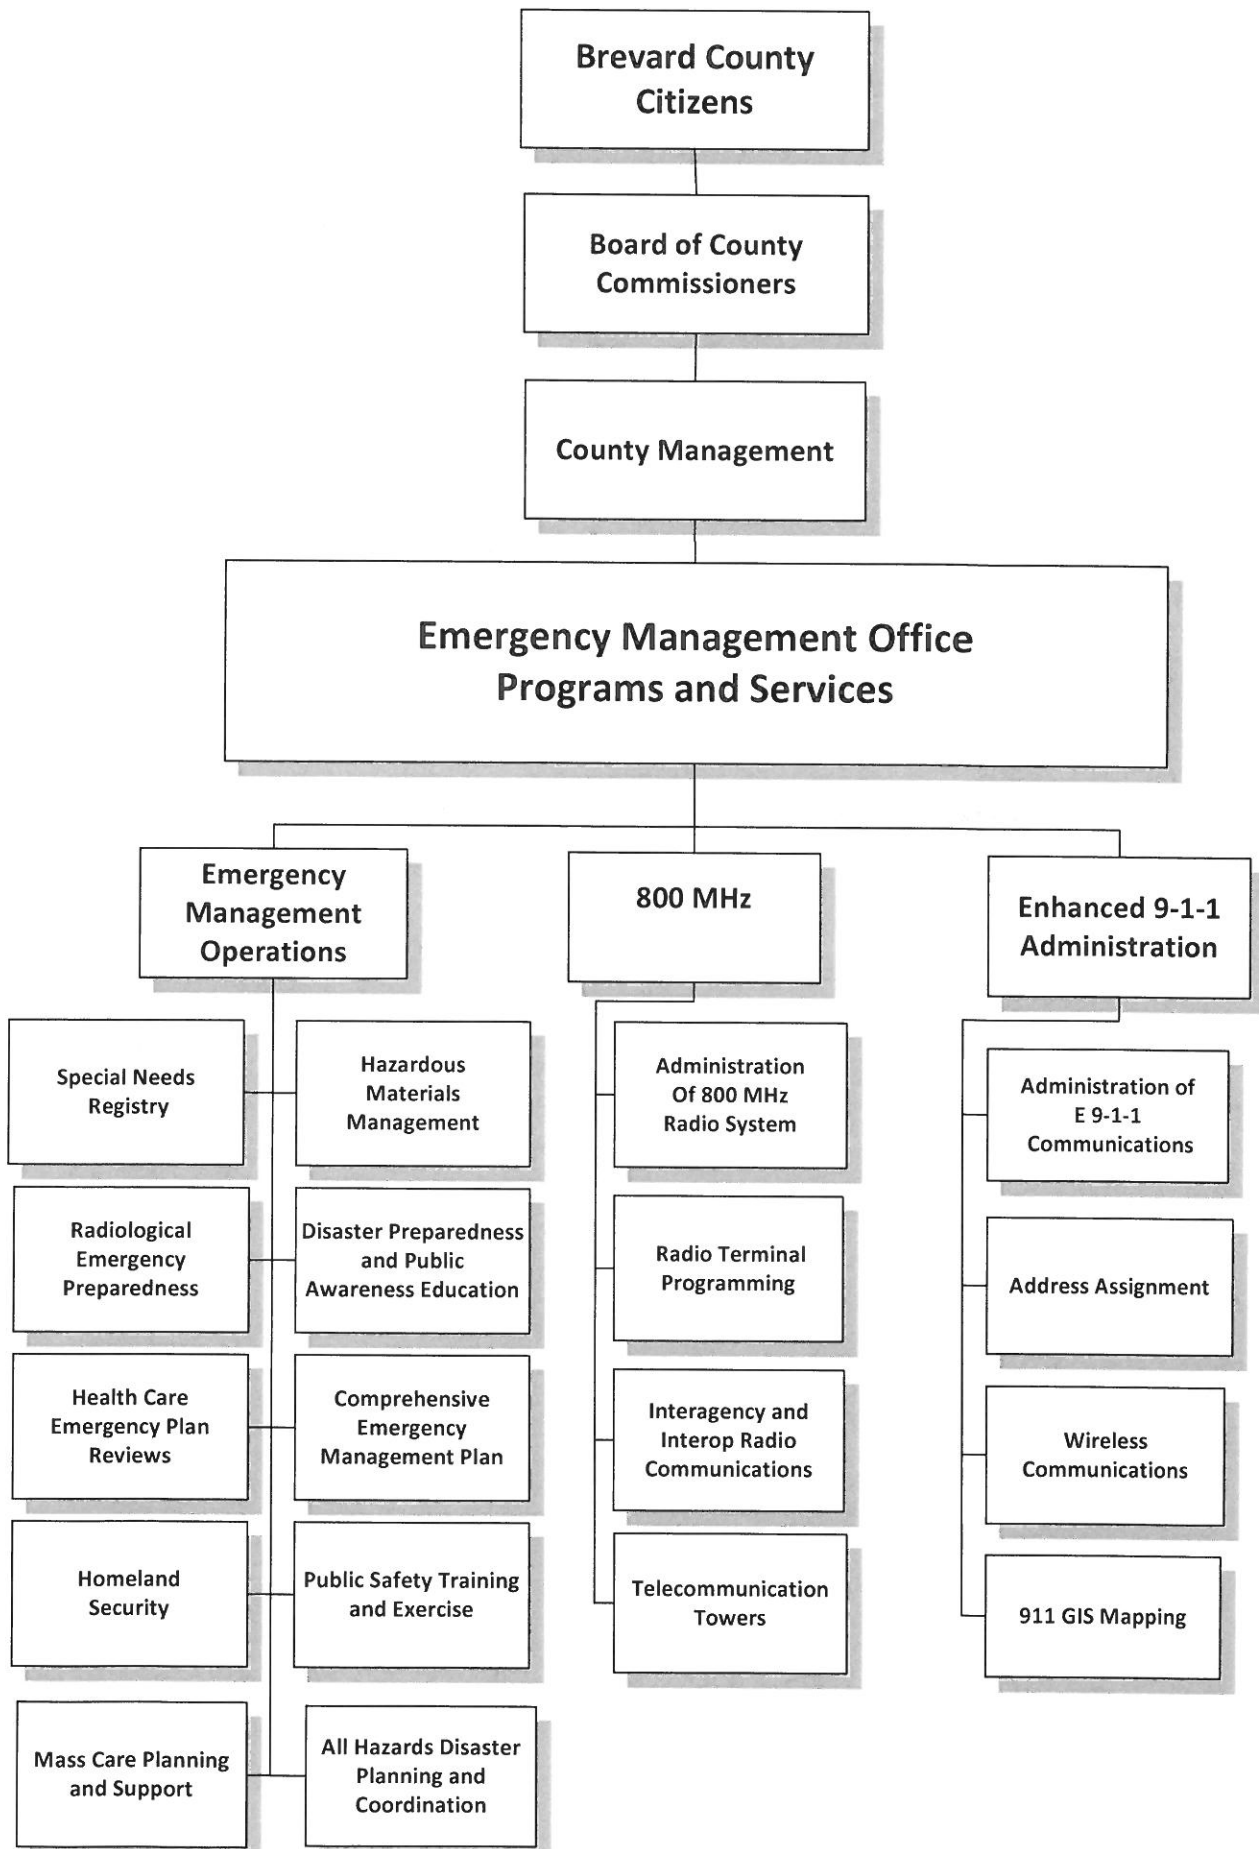 Brevard County
Citizens
Board of County
Commissioners
County Management
Emergency Management Office
Programs and Services
Emergency
Management
Operations
Special Needs
Registry
Hazardous
Materials
Management
Radiological
Emergency
Preparedness
Disaster Preparedness
and Public
Awareness Education
Health Care
Emergency Plan
Reviews
Comprehensive
Emergency
Management Plan
Homeland
Security
Public Safety Training
and Exercise
Mass Care Planning
and Support
All Hazards Disaster
Planning and
Coordination
800 MHz
Administration
Of 800 MHz
Radio System
Radio Terminal
Programming
Interagency and
Interop Radio
Communications
Telecommunication
Towers
Enhanced 9-1-1
Administration
Administration of
E 9-1-1
Communications
Address Assignment
Wireless
Communications
911 GIS Mapping